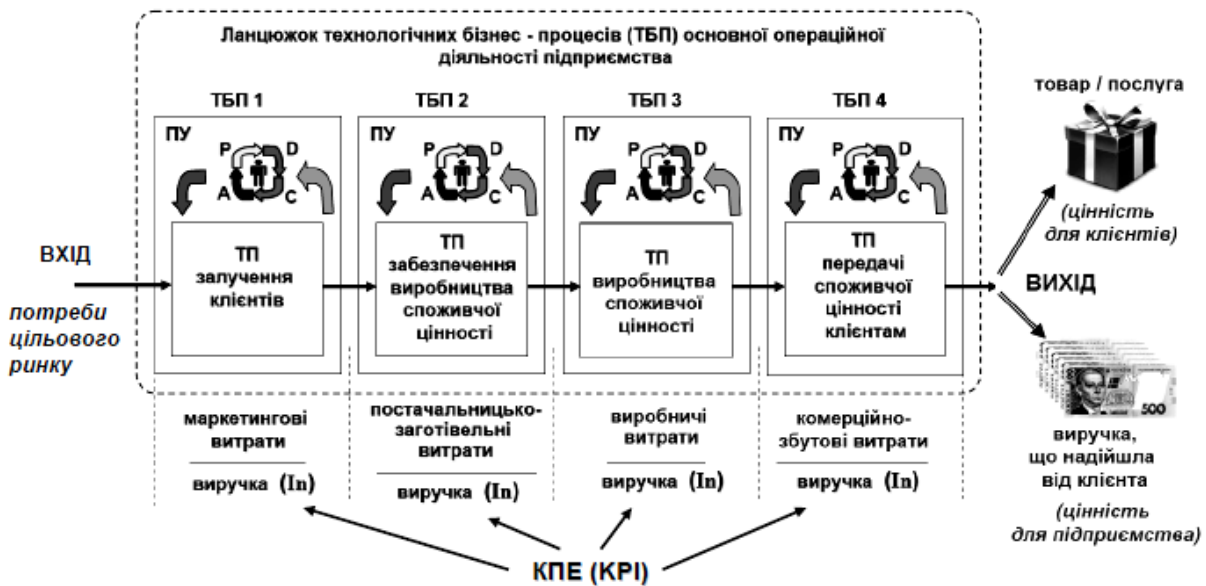 Ланцюжок технологічних бізнес - процесів (ТБП) основної операційної
діяльності підприємства
ТБП 1
ТБП 2
ТБП 3
ТБП 4
ПУ
P
D
A
C
ТП
залучення
клієнтів
ПУ
P
D
A
C
ТП
забезпечення
виробництва
споживчої
цінності
ПУ
P
D
A
C
ТП
виробництва
споживчої
цінності
ПУ
P
D
A
C
ТП
передачі
споживчої
цінності
клієнтам
ВХІД
потреби
цільового
ринку
товар / послуга
(цінність
для клієнтів)
ВИХІД
500
виручка,
що надійшла
від клієнта
(цінність
для підприємства)
маркетингові
витрати
виручка (In)
постачальницько-
заготівельні
витрати
виручка (In)
виробничі
витрати
виручка (In)
комерційно-
збутові витрати
виручка (In)
КПЕ (KPI)